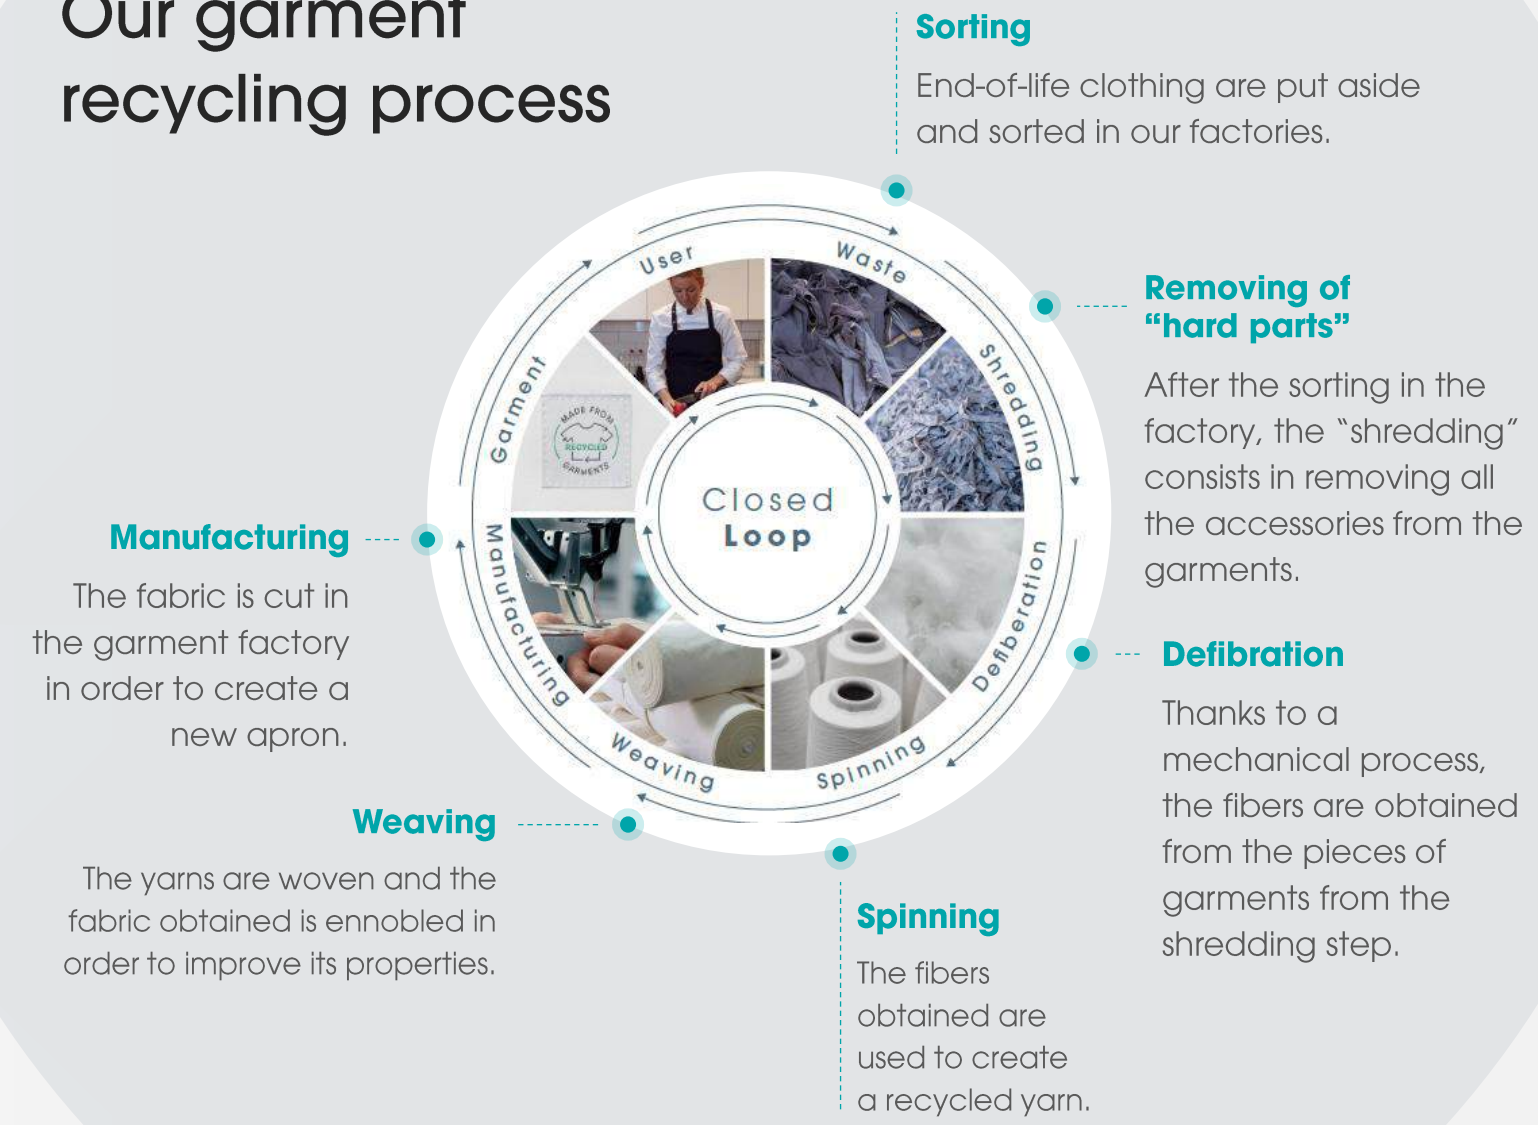 Our garment
recycling process
Sorting
End-of-life clothing are put aside
and sorted in our factories.
Removing of
“hard parts”
After the sorting in the
factory, the “shredding”
consists in removing all
the accessories from the
garments.
Defibration
Thanks to a
mechanical process,
the fibers are obtained
from the pieces of
garments from the
shredding step.
Spinning
The fibers
obtained are
used to create
a recycled yarn.
Weaving
The yarns are woven and the
fabric obtained is ennobled in
order to improve its properties.
Manufacturing
The fabric is cut in
the garment factory
in order to create a
new apron.
User
Waste
Shredding
Defiberation
Spinning
Weaving
Manufacturing
Garment
MADE FROM
RECYCLED
GARMENTS
Closed
Loop